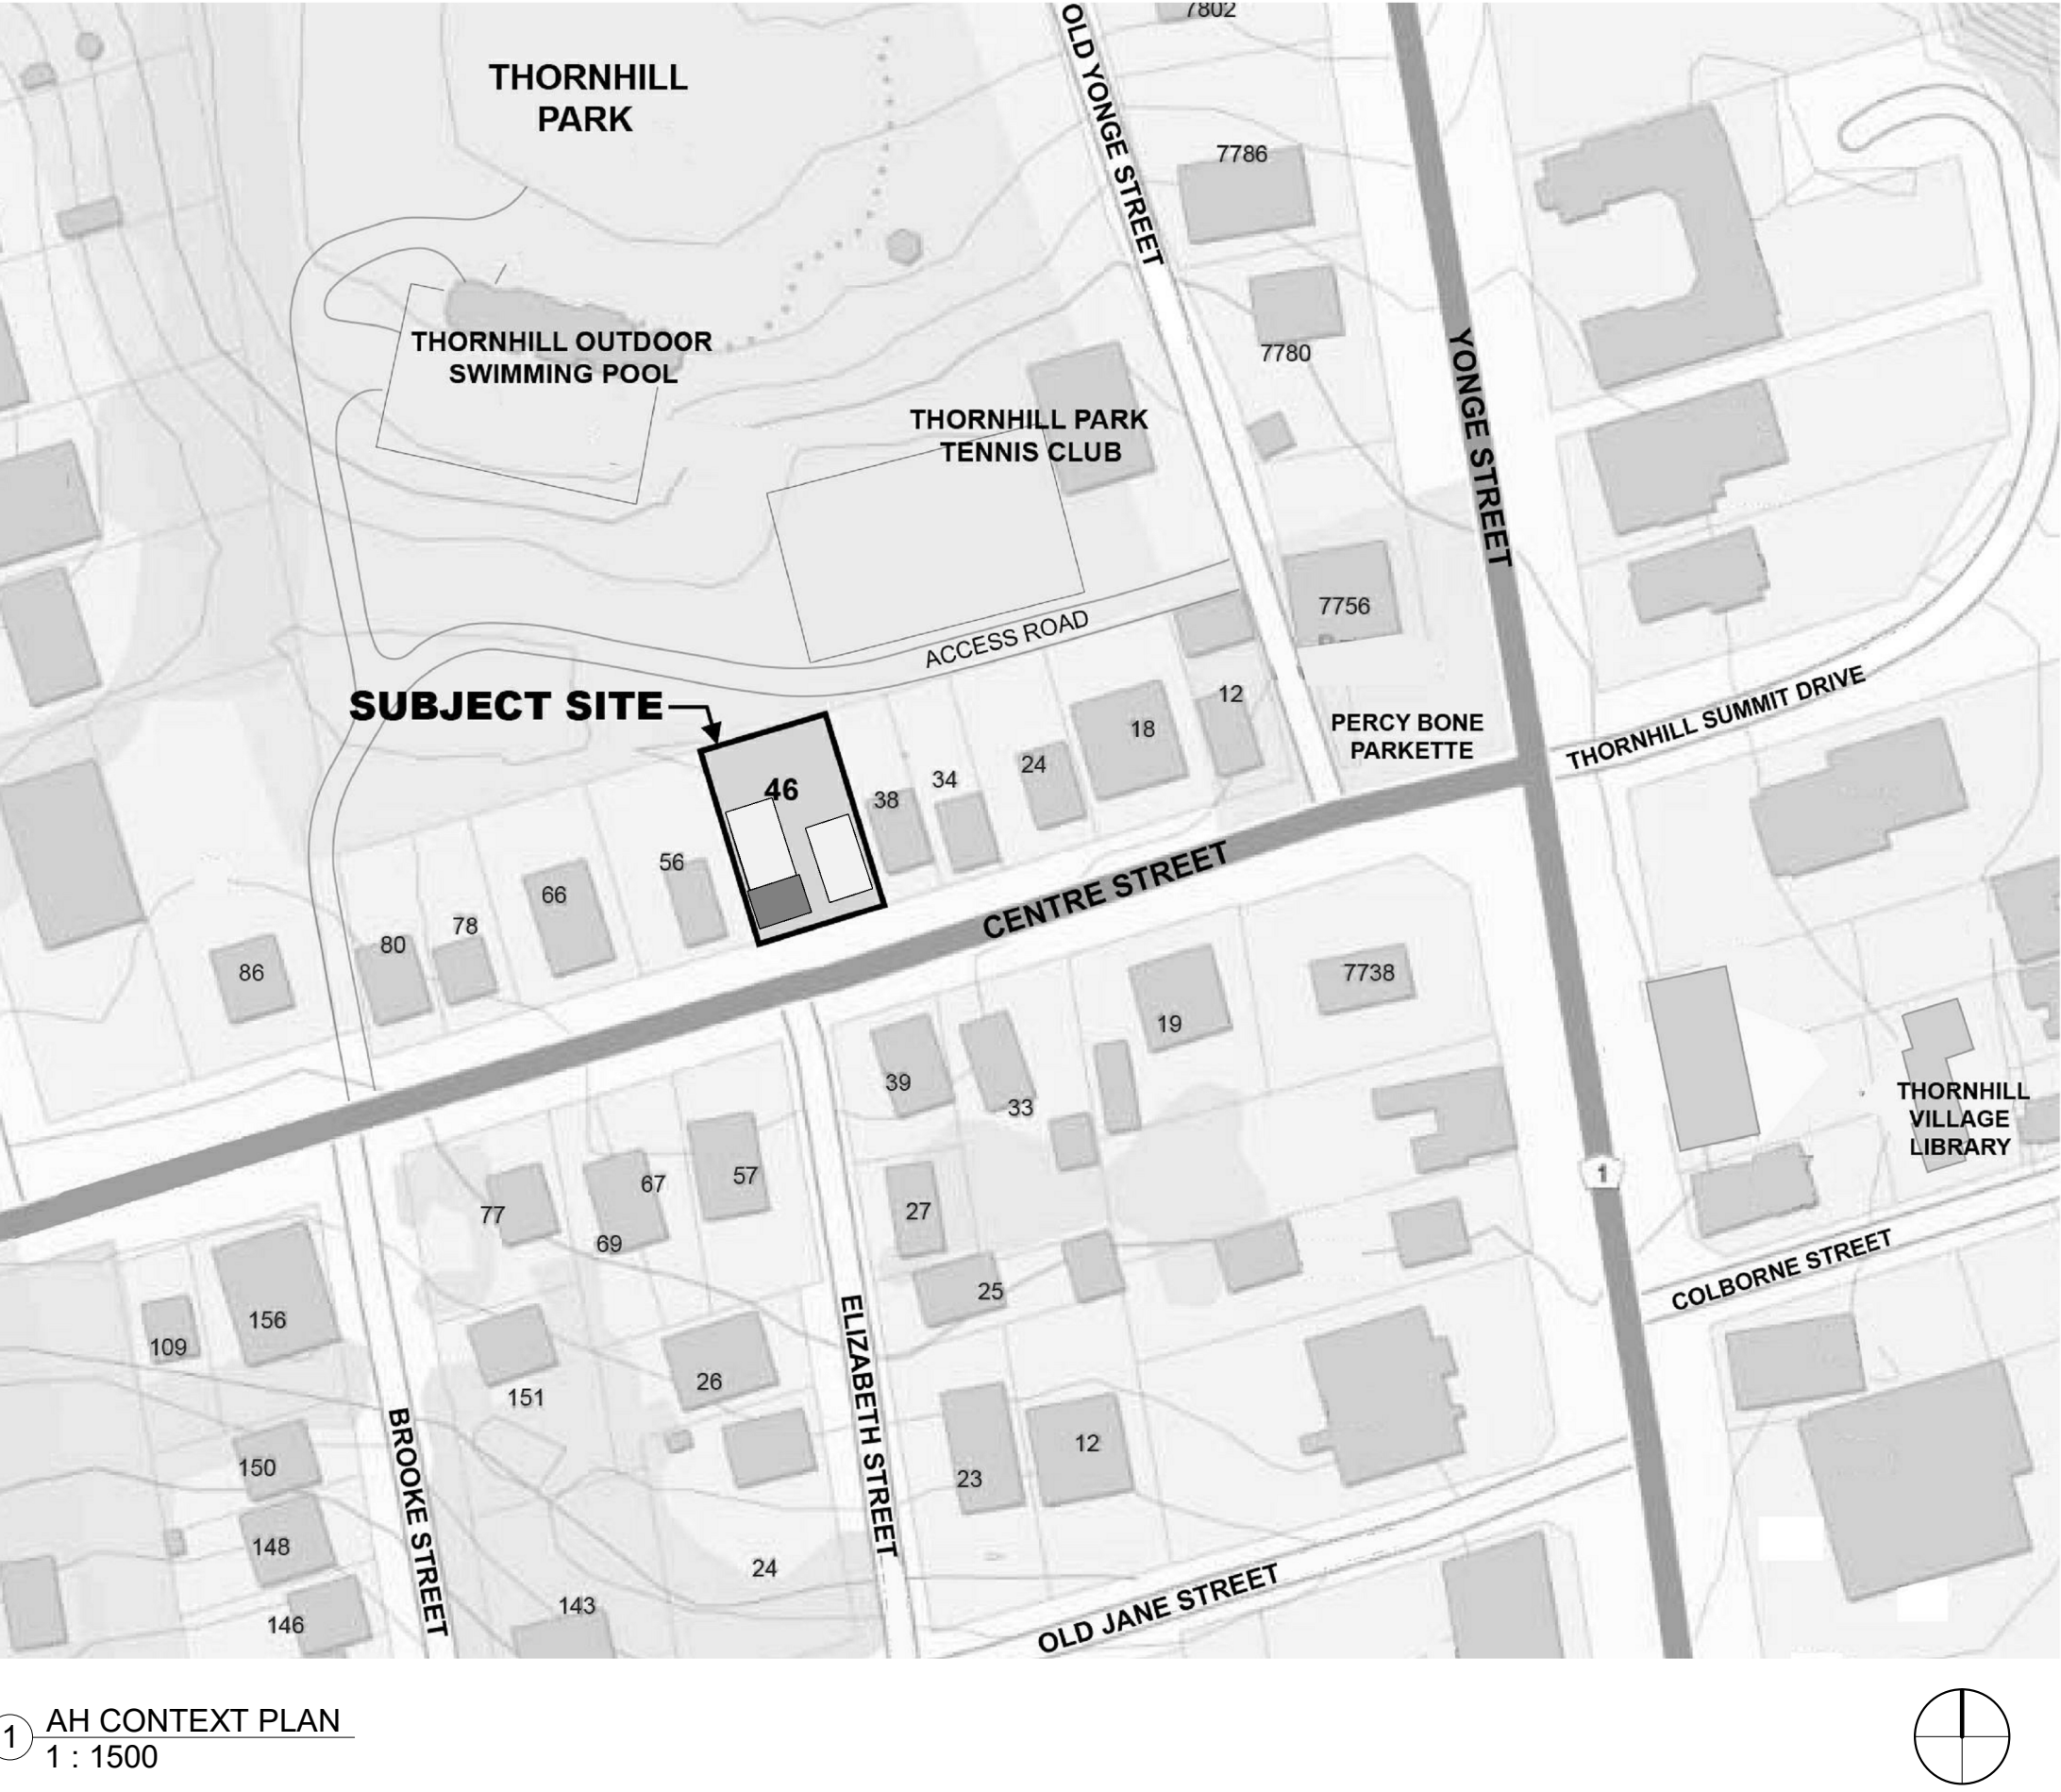 7802
OLD YONGE STREET
THORNHILL
PARK
7786
THORNHILL OUTDOOR
SWIMMING POOL
7780
YONGE STREET
THORNHILL PARK
TENNIS CLUB
7756
ACCESS ROAD
SUBJECT SITE
12
18
PERCY BONE
PARKETTE
THORNHILL SUMMIT DRIVE
24
34
38
46
56
66
78
80
86
CENTRE STREET
7738
19
39
33
THORNHILL
VILLAGE
LIBRARY
1
57
67
69
77
27
25
COLBORNE STREET
156
109
151
26
ELIZABETH STREET
BROOKE STREET
12
23
150
148
146
24
143
OLD JANE STREET
1
AH CONTEXT PLAN
1 : 1500